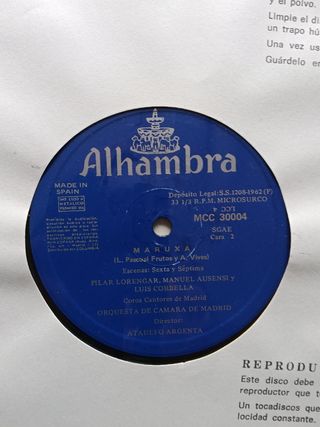 y el polvo.
Limpie el di
un trapo hú
Una vez us
Guárdelo en
Alhambra
MADE IN
SPAIN
Depósito Legal: S.S.1208-1962 (F)
33 1/3 R.P.M. MICROSURCO
LCC 4
MCC 30004
SGAE
Cara 2
MARUXA
(L. Pascual Frutos y A. Vives)
Escenas: Sexta y Séptima
PILAR LORENGAR, MANUEL AUSENSI y
LUIS CORBELLA
Coros Cantores de Madrid
ORQUESTA DE CAMARA DE MADRID
Director:
ATAULFO ARGENTA
REPRODU
Este disco debe
reproductor que t
Un tocadiscos que
locidad constante.